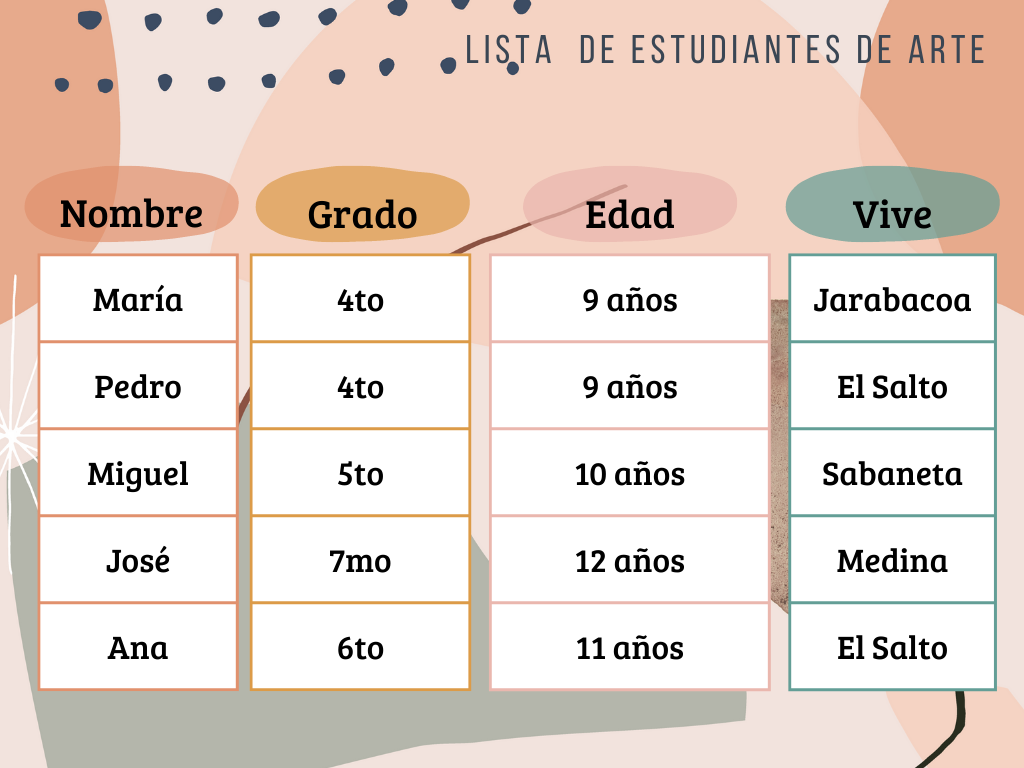 LISTA DE ESTUDIANTES DE ARTE
Nombre Grado Edad Vive
María 4to 9 años Jarabacoa
Pedro 4to 9 años El Salto
Miguel 5to 10 años Sabaneta
José 7mo 12 años Medina
Ana 6to 11 años El Salto